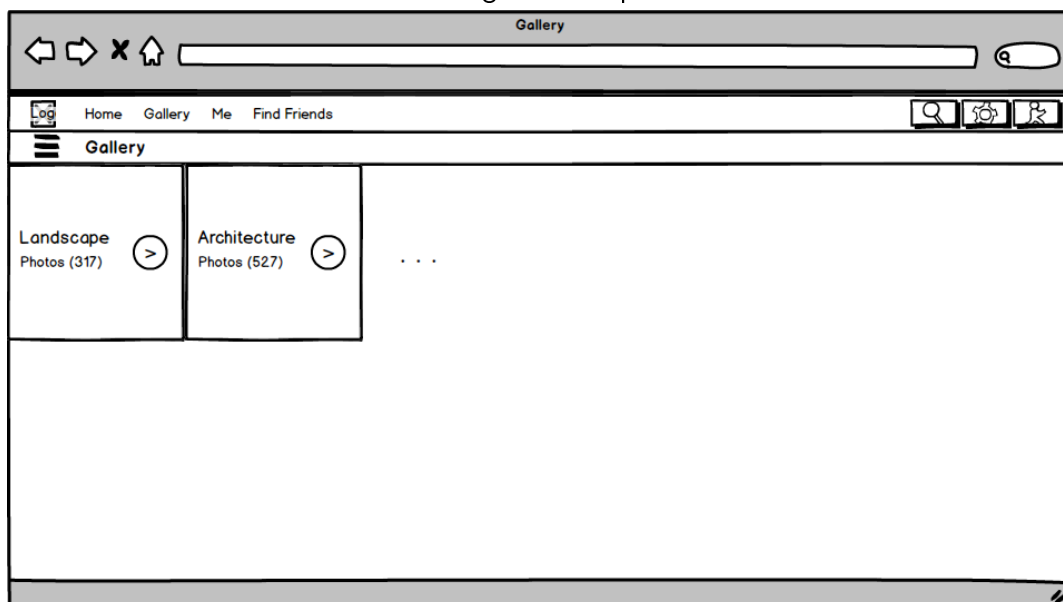 Gallery
Log Home Gallery Me Find Friends
Gallery
Landscape
Photos (317)
>
Architecture
Photos (527)
>
. . .